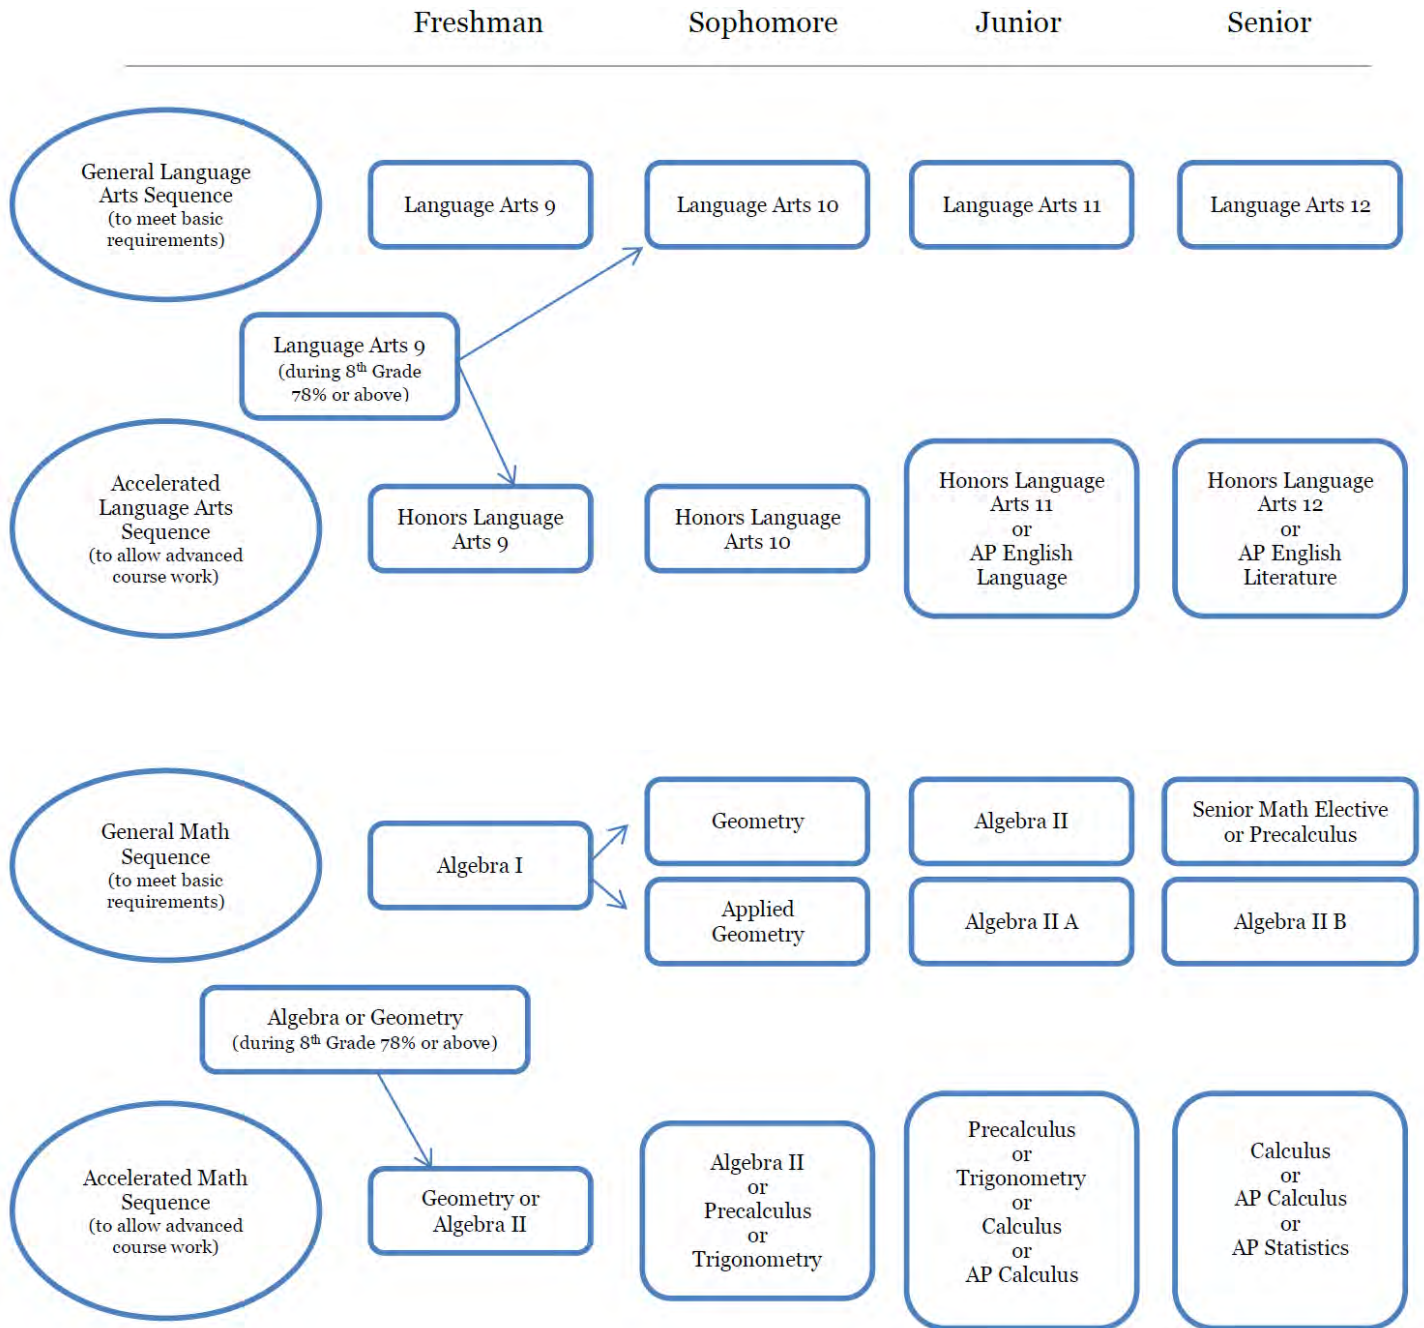 Freshman
Sophomore
Junior
Senior
General Language
Arts Sequence
(to meet basic
requirements)
Language Arts 9
Language Arts 10
Language Arts 11
Language Arts 12
Language Arts 9
(during 8th Grade
78% or above)
Accelerated
Language Arts
Sequence
(to allow advanced
course work)
Honors Language
Arts 9
Honors Language
Arts 10
Honors Language
Arts 11
or
AP English
Language
Honors Language
Arts 12
or
AP English
Literature
General Math
Sequence
(to meet basic
requirements)
Algebra I
Geometry
Algebra II
Senior Math Elective
or Precalculus
Applied
Geometry
Algebra II A
Algebra II B
Algebra or Geometry
(during 8th Grade 78% or above)
Accelerated Math
Sequence
(to allow advanced
course work)
Geometry or
Algebra II
Algebra II
or
Precalculus
or
Trigonometry
Precalculus
or
Trigonometry
or
Calculus
or
AP Calculus
Calculus
or
AP Calculus
or
AP Statistics